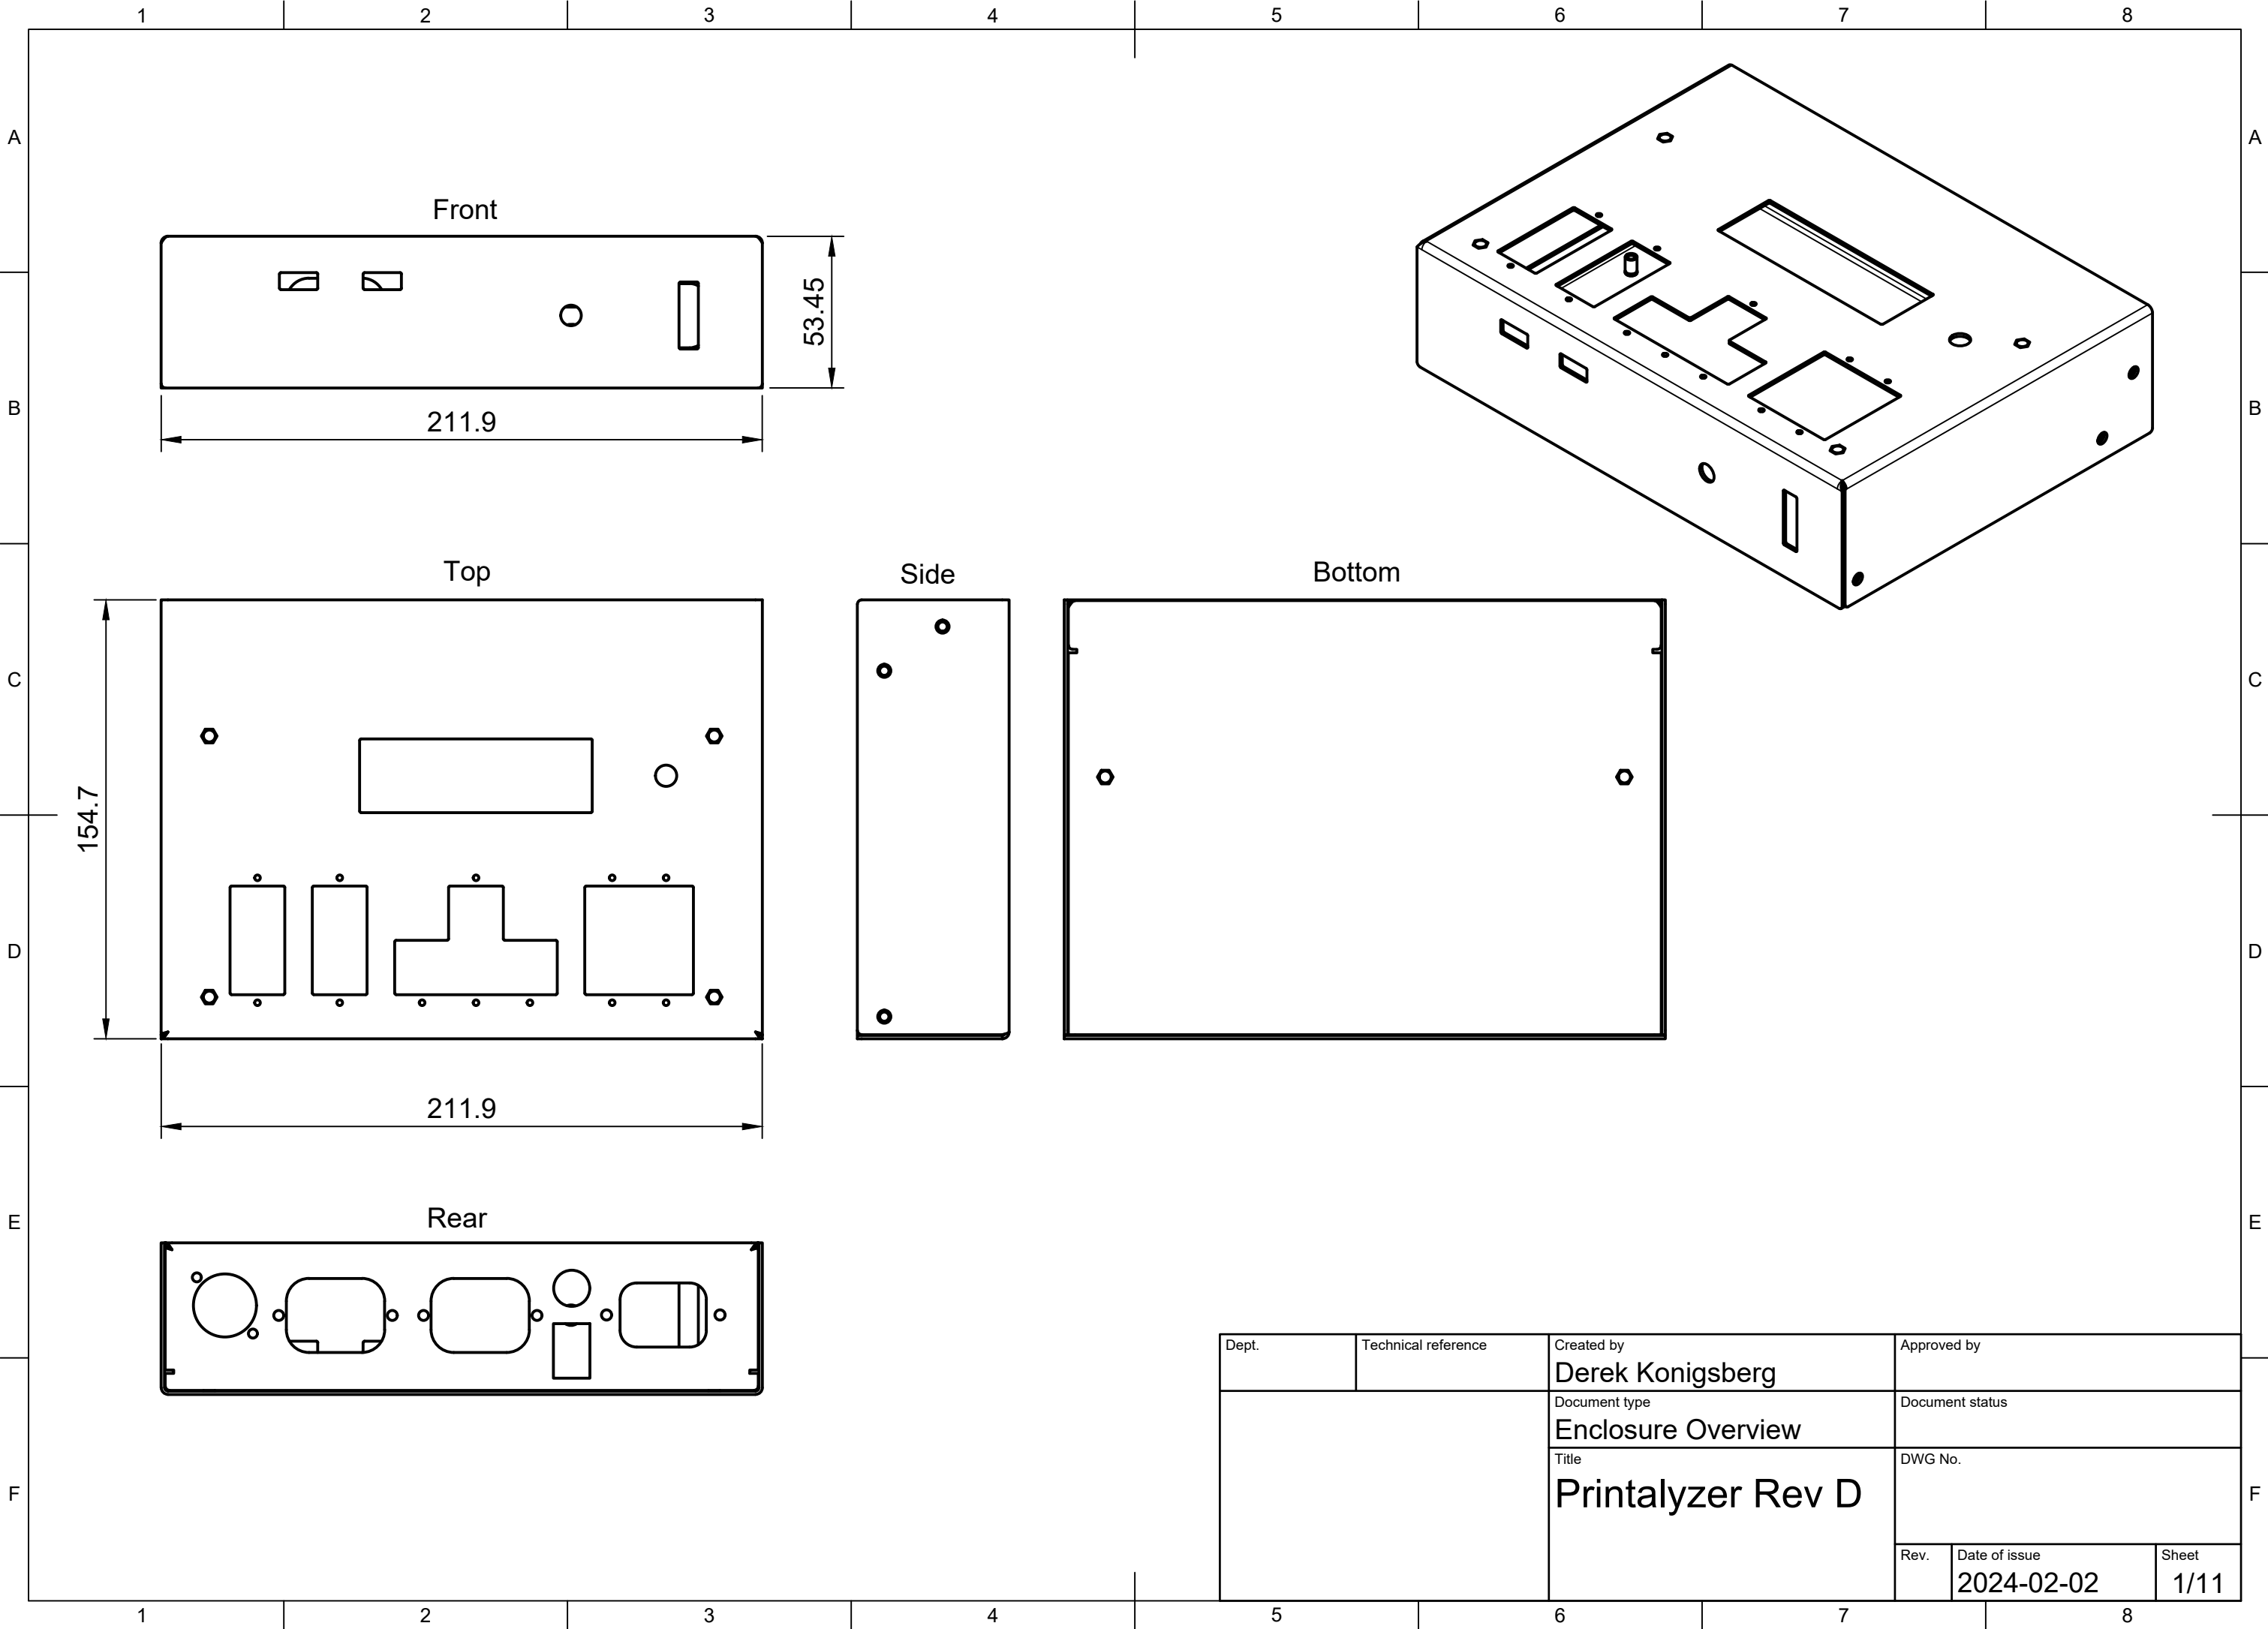 1 2 3 4 5 6 7 8
A A
Front
53.45
B B
211.9
Top Side Bottom
C C
154.7
D D
211.9
E E
Rear
Dept. Technical reference Created by Approved by
Derek Konigsberg
Document type Document status
Enclosure Overview
Title DWG No.
Printalyzer Rev D
F F
Rev. Date of issue Sheet
2024-02-02 1/11
1 2 3 4 5 6 7 8